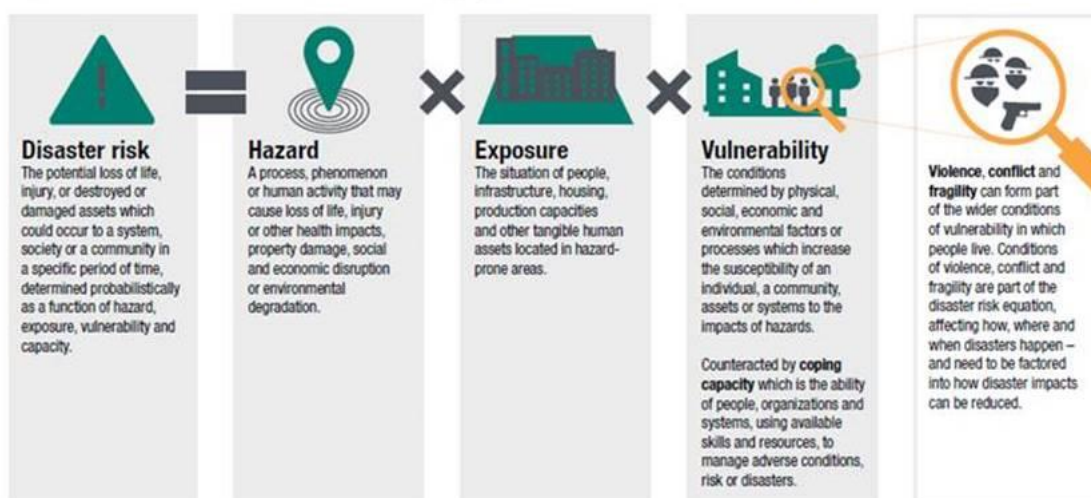 Disaster risk
The potential loss of life,
injury, or destroyed or
damaged assets which
could occur to a system,
society or a community in
a specific period of time,
determined probabilistically
as a function of hazard,
exposure, vulnerability and
capacity.
Hazard
A process, phenomenon
or human activity that may
cause loss of life, injury
or other health impacts,
property damage, social
and economic disruption
or environmental
degradation.
Exposure
The situation of people,
infrastructure, housing,
production capacities
and other tangible human
assets located in hazard-
prone areas.
Vulnerability
The conditions
determined by physical,
social, economic and
environmental factors or
processes which increase
the susceptibility of an
individual, a community,
assets or systems to the
impacts of hazards.
Counteracted by coping
capacity which is the ability
of people, organizations and
systems, using available
skills and resources, to
manage adverse conditions,
risk or disasters.
Violence, conflict and
fragility can form part
of the wider conditions
of vulnerability in which
people live. Conditions
of violence, conflict and
fragility are part of the
disaster risk equation,
affecting how, where and
when disasters happen –
and need to be factored
into how disaster impacts
can be reduced.